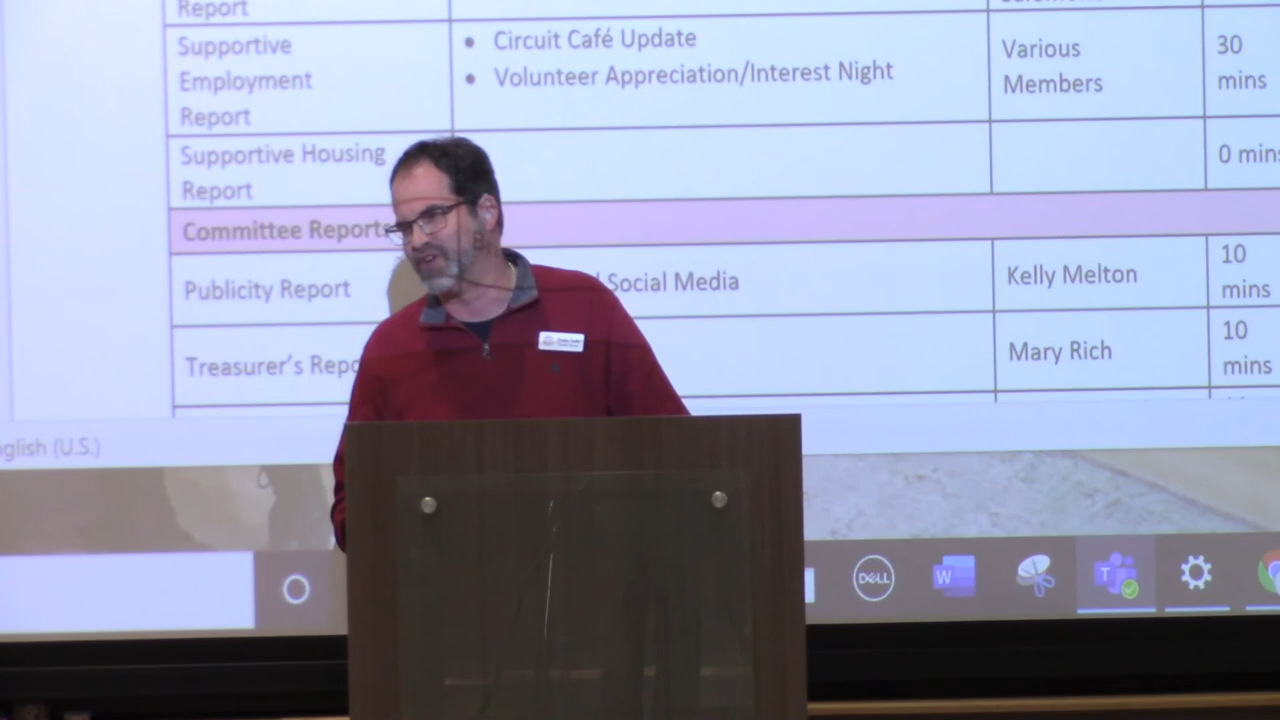 Report
Supportive
Employment
Report
• Circuit Café Update
• Volunteer Appreciation/Interest Night
Various
Members
30
mins
Supportive Housing
Report
0 mins
Committee Reports
Publicity Report
Social Media
Kelly Melton
10
mins
Treasurer's Repo
Mary Rich
10
mins
glish (U.S.)
DELL
W
T